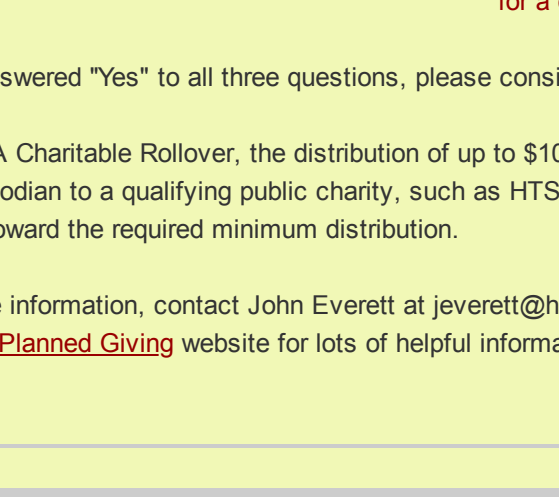 for a
swered "Yes" to all three questions, please consi
A Charitable Rollover, the distribution of up to $10
odian to a qualifying public charity, such as HTS
oward the required minimum distribution.
e information, contact John Everett at jeverett@h
Planned Giving website for lots of helpful informa